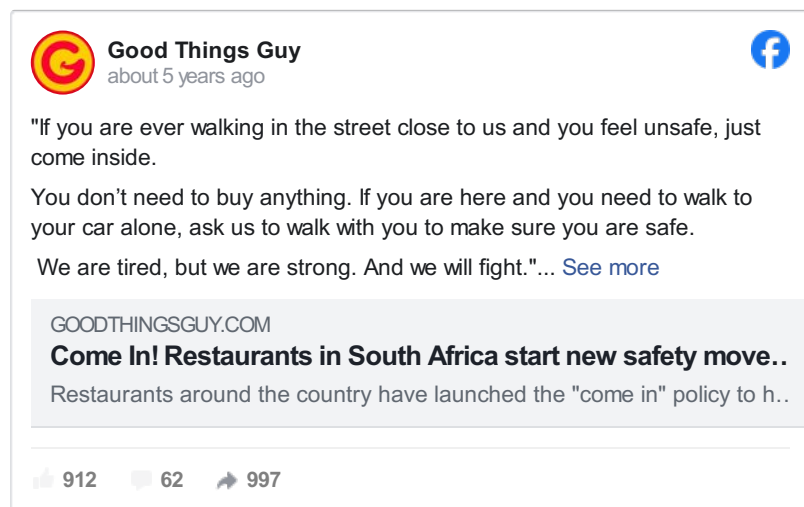 Good Things Guy
about 5 years ago
"If you are ever walking in the street close to us and you feel unsafe, just
come inside.
You don’t need to buy anything. If you are here and you need to walk to
your car alone, ask us to walk with you to make sure you are safe.
We are tired, but we are strong. And we will fight."... See more
GOODTHINGSGUY.COM
Come In! Restaurants in South Africa start new safety move..
Restaurants around the country have launched the "come in" policy to h..
912 62 997